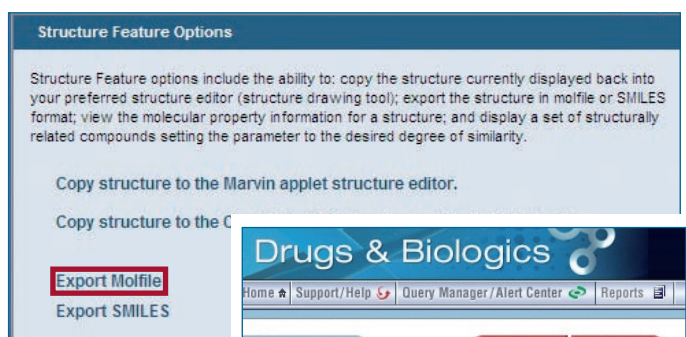 Structure Feature Options
Structure Feature options include the ability to: copy the structure currently displayed back into
your preferred structure editor (structure drawing tool); export the structure in molfile or SMILES
format; view the molecular property information for a structure; and display a set of structurally
related compounds setting the parameter to the desired degree of similarity.
Copy structure to the Marvin applet structure editor.
Copy structure to the
Export Molfile
Export SMILES
Drugs & Biologics
Home Support/Help Query Manager/Alert Center Reports